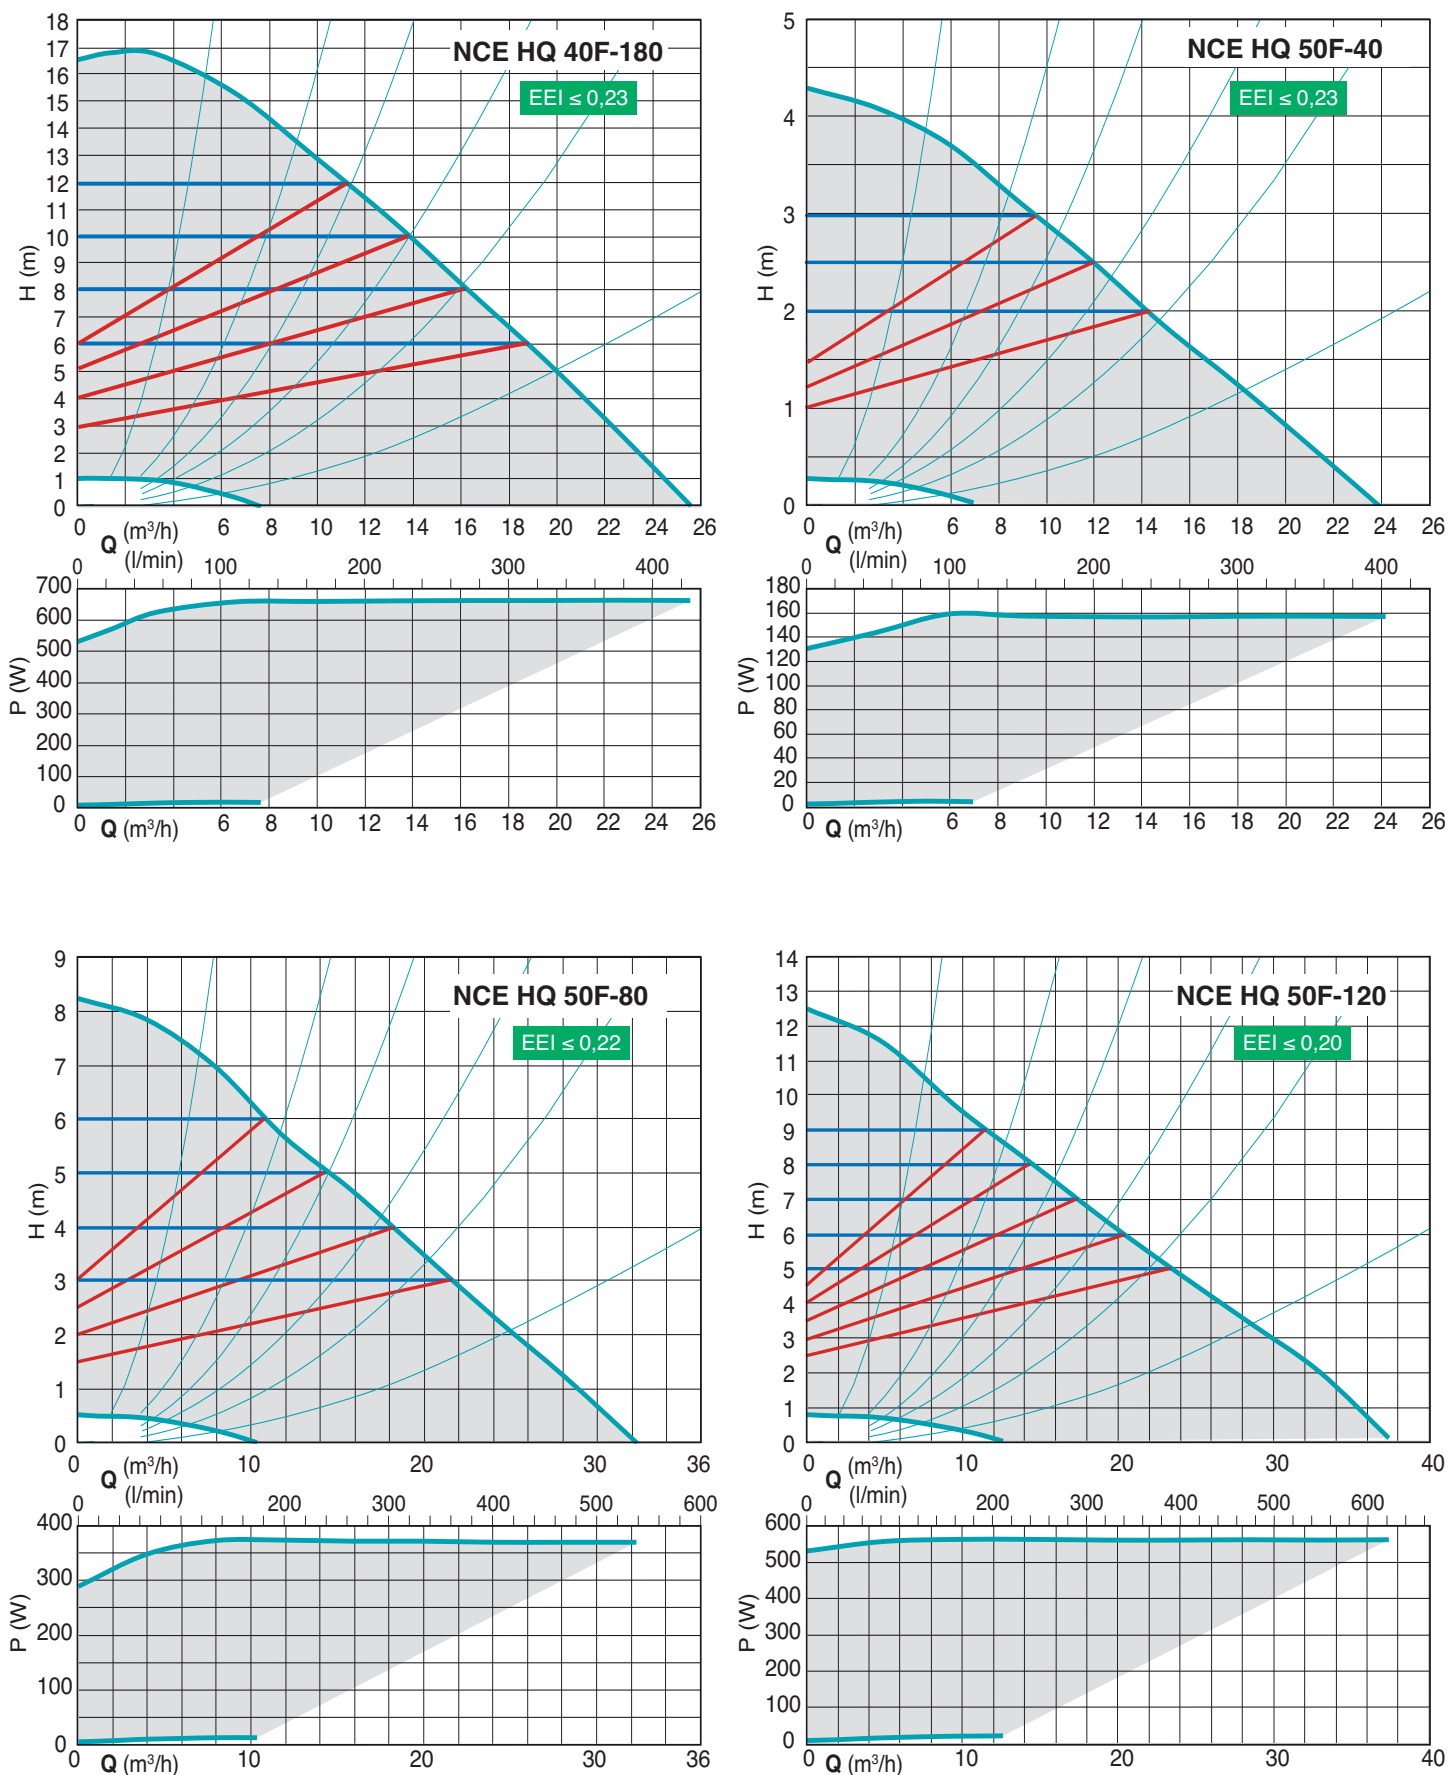 NCE HQ 40F-180
EEI ≤ 0,23
H (m)
18
17
16
15
14
13
12
11
10
9
8
7
6
5
4
3
2
1
0
0 Q (m³/h) 6 8 10 12 14 16 18 20 22 24 26
0 (l/min) 100 200 300 400
P (W)
700
600
500
400
300
200
100
0
0 Q (m³/h) 6 8 10 12 14 16 18 20 22 24 26
NCE HQ 50F-40
EEI ≤ 0,23
H (m)
5
4
3
2
1
0
0 Q (m³/h) 6 8 10 12 14 16 18 20 22 24 26
0 (l/min) 100 200 300 400
P (W)
180
160
140
120
100
80
60
40
20
0
0 Q (m³/h) 6 8 10 12 14 16 18 20 22 24 26
NCE HQ 50F-80
EEI ≤ 0,22
H (m)
9
8
7
6
5
4
3
2
1
0
0 Q (m³/h) 10 20 30 36
0 (l/min) 200 300 400 500 600
P (W)
400
300
200
100
0
0 Q (m³/h) 10 20 30 36
NCE HQ 50F-120
EEI ≤ 0,20
H (m)
14
13
12
11
10
9
8
7
6
5
4
3
2
1
0
0 Q (m³/h) 10 20 30 40
0 (l/min) 200 300 400 500 600
P (W)
600
500
400
300
200
100
0
0 Q (m³/h) 10 20 30 40